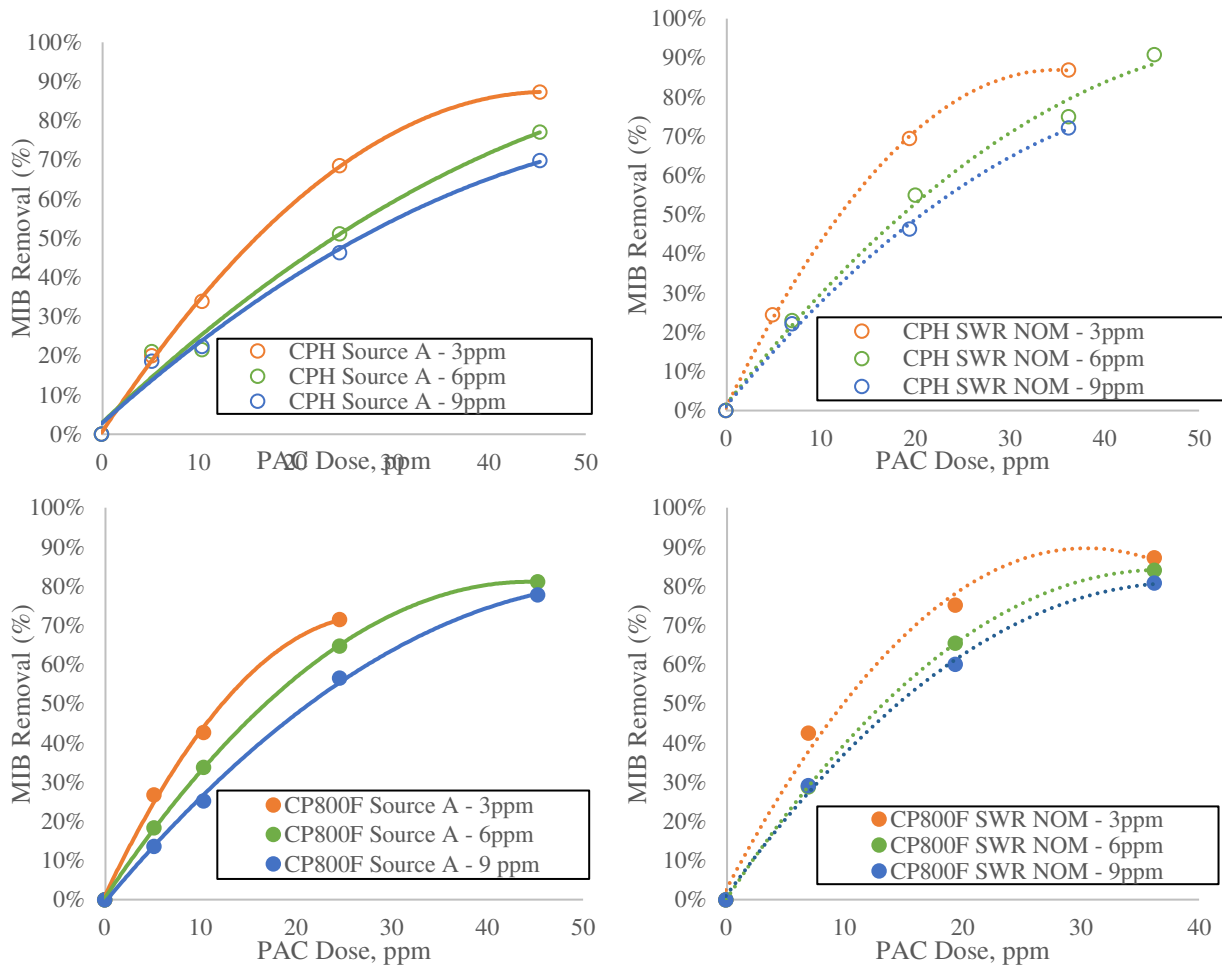 100%
90%
80%
70%
60%
50%
40%
30%
20%
10%
0%
MIB Removal (%)
CPH Source A - 3ppm
CPH Source A - 6ppm
CPH Source A - 9ppm
0 10 20 30 40 50
PAC Dose, ppm
100%
90%
80%
70%
60%
50%
40%
30%
20%
10%
0%
MIB Removal (%)
CPH SWR NOM - 3ppm
CPH SWR NOM - 6ppm
CPH SWR NOM - 9ppm
0 10 20 30 40 50
PAC Dose, ppm
100%
90%
80%
70%
60%
50%
40%
30%
20%
10%
0%
MIB Removal (%)
CP800F Source A - 3ppm
CP800F Source A - 6ppm
CP800F Source A - 9 ppm
0 10 20 30 40 50
PAC Dose, ppm
100%
90%
80%
70%
60%
50%
40%
30%
20%
10%
0%
MIB Removal (%)
CP800F SWR NOM - 3ppm
CP800F SWR NOM - 6ppm
CP800F SWR NOM - 9ppm
0 10 20 30 40
PAC Dose, ppm